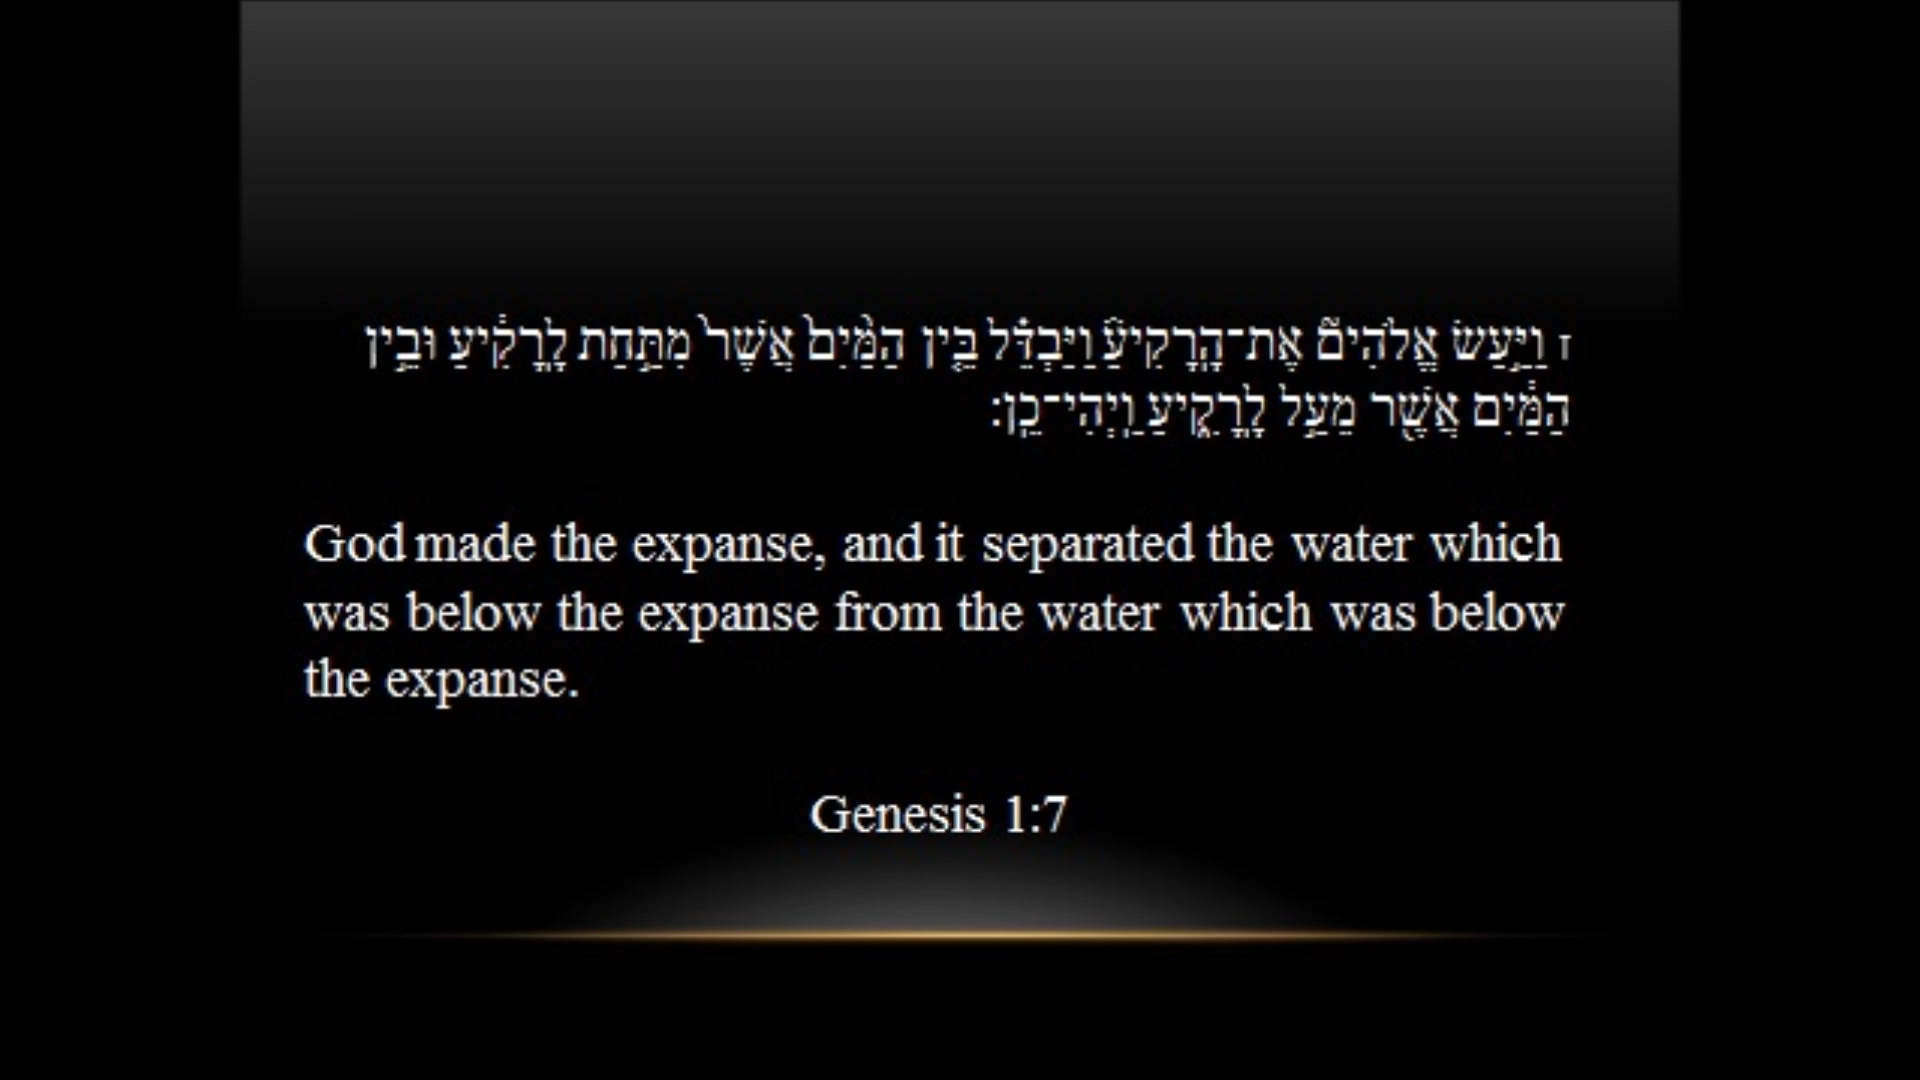 ז וַיַּ֣עַשׂ אֱלֹהִים֮ אֶת־הָרָקִיעַ֒ וַיַּבְדֵּ֗ל בֵּ֤ין הַמַּ֙יִם֙ אֲשֶׁר֙ מִתַּ֣חַת לָרָקִ֔יעַ וּבֵ֣ין
הַמַּ֔יִם אֲשֶׁ֖ר מֵעַ֣ל לָרָקִ֑יעַ וַֽיְהִי־כֵֽן׃
God made the expanse, and it separated the water which
was below the expanse from the water which was below
the expanse.
Genesis 1:7